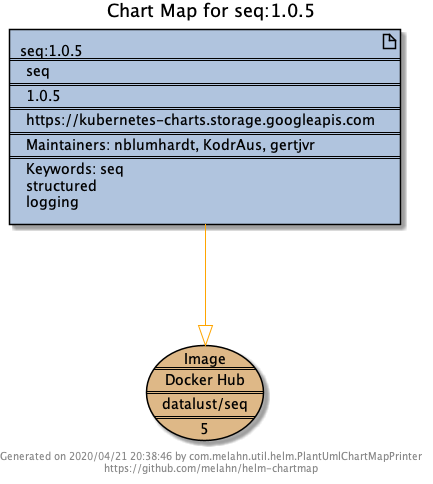 Chart Map for seq:1.0.5
seq:1.0.5
seq
1.0.5
https://kubernetes-charts.storage.googleapis.com
Maintainers: nblumhardt, KodrAus, gertjvr
Keywords: seq
structured
logging
Image
Docker Hub
datalust/seq
5
Generated on 2020/04/21 20:38:46 by com.melahn.util.helm.PlantUmlChartMapPrinter
https://github.com/melahn/helm-chartmap